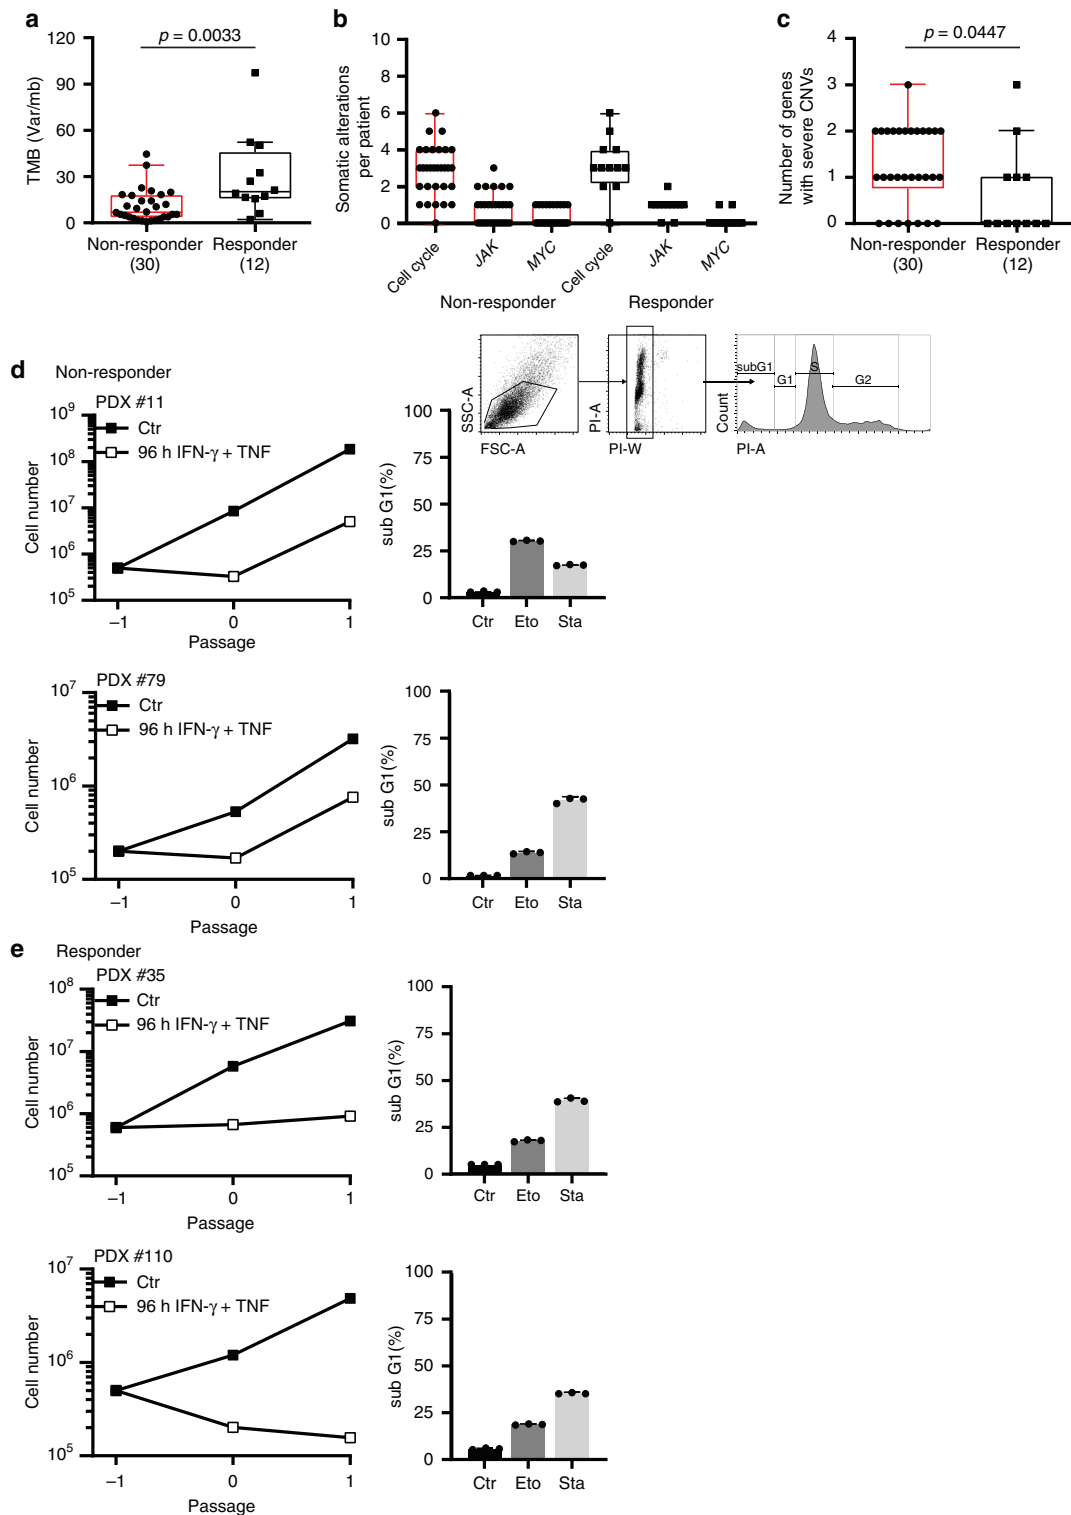 a
p = 0.0033
TMB (Var/mb)
120
90
60
30
0
Non-responder
(30)
Responder
(12)
b
Somatic alterations
per patient
10
8
6
4
2
0
Cell cycle
JAK
MYC
Cell cycle
JAK
MYC
Non-responder
Responder
c
p = 0.0447
Number of genes
with severe CNVs
4
3
2
1
0
Non-responder
(30)
Responder
(12)
SSC-A
FSC-A
PI-A
PI-W
Count
subG1
G1
S
G2
PI-A
d
Non-responder
PDX #11
Ctr
96 h IFN-γ + TNF
Cell number
10⁹
10⁸
10⁷
10⁶
10⁵
–1
0
1
Passage
sub G1(%)
100
75
50
25
0
Ctr
Eto
Sta
PDX #79
Ctr
96 h IFN-γ + TNF
Cell number
10⁷
10⁶
10⁵
–1
0
1
Passage
sub G1(%)
100
75
50
25
0
Ctr
Eto
Sta
e
Responder
PDX #35
Ctr
96 h IFN-γ + TNF
Cell number
10⁸
10⁷
10⁶
10⁵
–1
0
1
Passage
sub G1(%)
100
75
50
25
0
Ctr
Eto
Sta
PDX #110
Ctr
96 h IFN-γ + TNF
Cell number
10⁷
10⁶
10⁵
–1
0
1
Passage
sub G1(%)
100
75
50
25
0
Ctr
Eto
Sta